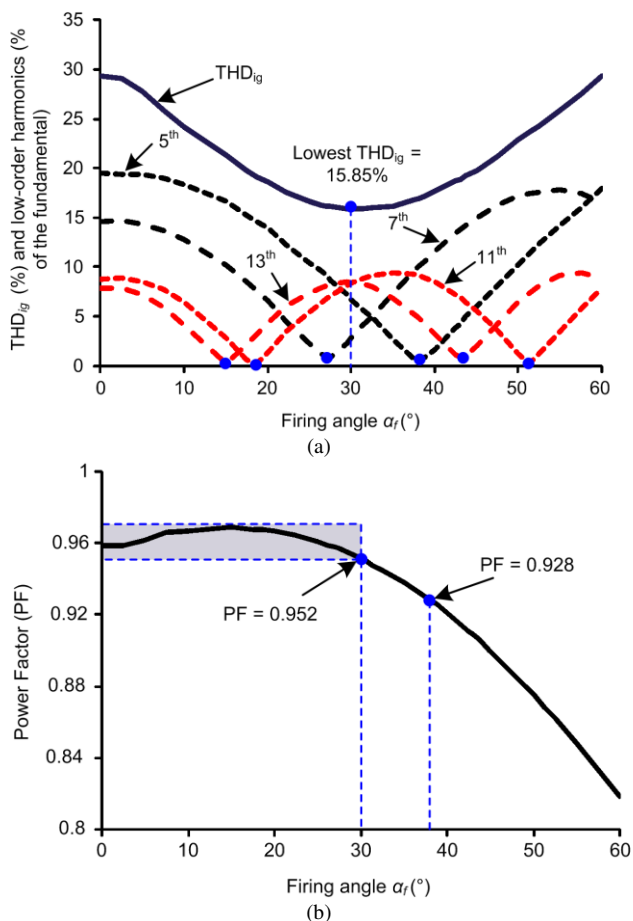 THD_ig (%) and low-order harmonics (%
of the fundamental)
35
30
25
20
15
10
5
0
THD_ig
5th
Lowest THD_ig =
15.85%
7th
13th
11th
0 10 20 30 40 50 60
Firing angle α_f (°)
(a)
Power Factor (PF)
1
0.96
0.92
0.88
0.84
0.8
PF = 0.928
PF = 0.952
0 10 20 30 40 50 60
Firing angle α_f (°)
(b)